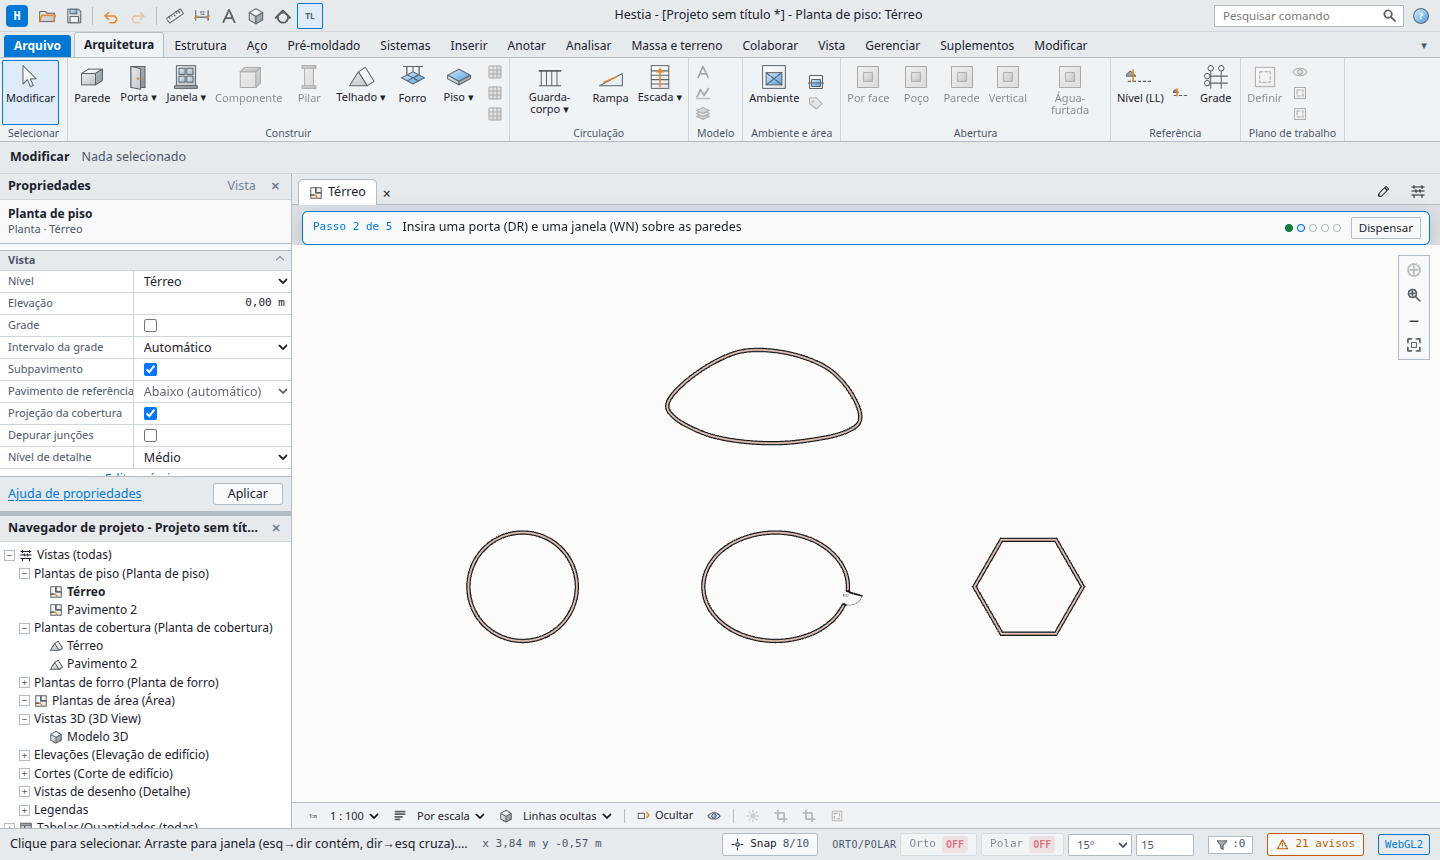 H
TL
Hestia - [Projeto sem título *] - Planta de piso: Térreo
Pesquisar comando
?
Arquivo
Arquitetura
Estrutura
Aço
Pré-moldado
Sistemas
Inserir
Anotar
Analisar
Massa e terreno
Colaborar
Vista
Gerenciar
Suplementos
Modificar
Modificar
Parede
Porta ▾
Janela ▾
Componente
Pilar
Telhado ▾
Forro
Piso ▾
Guarda-
corpo ▾
Rampa
Escada ▾
Ambiente
Por face
Poço
Parede
Vertical
Água-
furtada
Nível (LL)
Grade
Definir
Selecionar
Construir
Circulação
Modelo
Ambiente e área
Abertura
Referência
Plano de trabalho
Modificar Nada selecionado
Propriedades
Vista ×
Planta de piso
Planta · Térreo
Vista
Nível Térreo
Elevação 0,00 m
Grade
Intervalo da grade Automático
Subpavimento
Pavimento de referência Abaixo (automático)
Projeção da cobertura
Depurar junções
Nível de detalhe Médio
Ajuda de propriedades
Aplicar
Navegador de projeto - Projeto sem tít... ×
Vistas (todas)
Plantas de piso (Planta de piso)
Térreo
Pavimento 2
Plantas de cobertura (Planta de cobertura)
Térreo
Pavimento 2
Plantas de forro (Planta de forro)
Plantas de área (Área)
Vistas 3D (3D View)
Modelo 3D
Elevações (Elevação de edifício)
Cortes (Corte de edifício)
Vistas de desenho (Detalhe)
Legendas
Tabelas/Quantidades (todas)
Térreo ×
Passo 2 de 5 Insira uma porta (DR) e uma janela (WN) sobre as paredes
Dispensar
1 : 100
Por escala
Linhas ocultas
Ocultar
Clique para selecionar. Arraste para janela (esq→dir contém, dir→esq cruza)....
x 3,84 m y -0,57 m
Snap 8/10
ORTO/POLAR
Orto OFF
Polar OFF
15°
15
:0
21 avisos
WebGL2